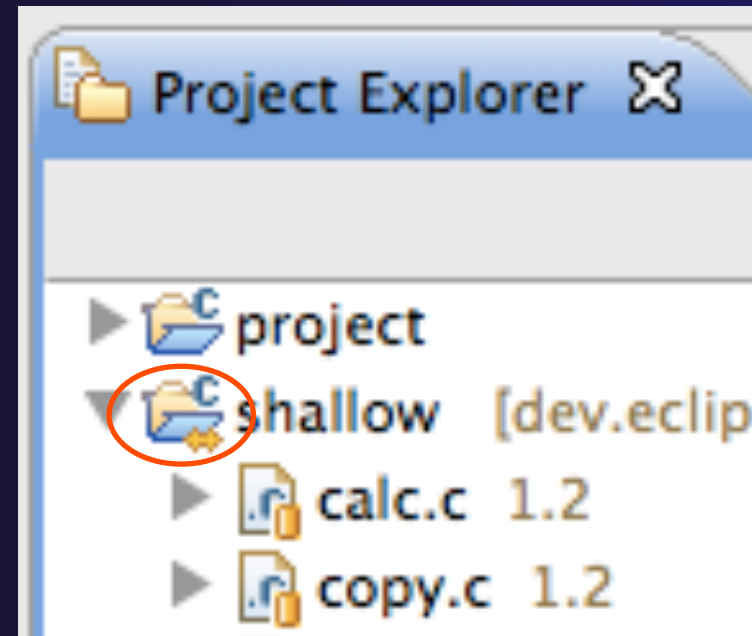 Project Explorer
project
shallow [dev.eclip
calc.c 1.2
copy.c 1.2